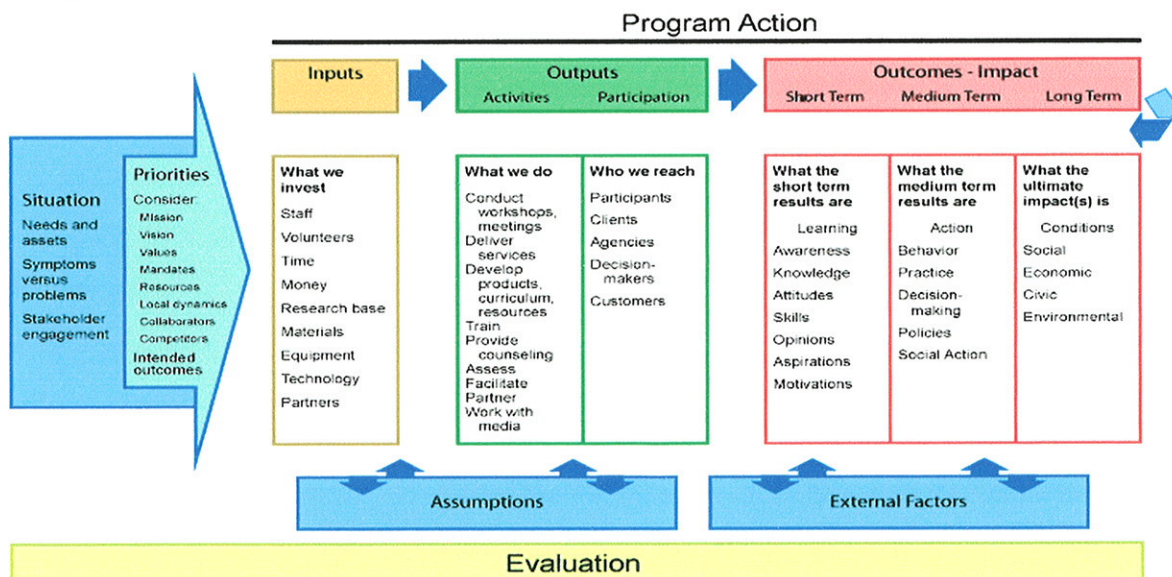 Program Action
Inputs
Outputs
Activities Participation
Outcomes - Impact
Short Term Medium Term Long Term
Situation
Needs and
assets
Symptoms
versus
problems
Stakeholder
engagement
Priorities
Consider:
Mission
Vision
Values
Mandates
Resources
Local dynamics
Collaborators
Competitors
Intended
outcomes
What we
invest
Staff
Volunteers
Time
Money
Research base
Materials
Equipment
Technology
Partners
What we do
Conduct
workshops,
meetings
Deliver
services
Develop
products,
curriculum,
resources
Train
Provide
counseling
Assess
Facilitate
Partner
Work with
media
Who we reach
Participants
Clients
Agencies
Decision-
makers
Customers
What the
short term
results are
Learning
Awareness
Knowledge
Attitudes
Skills
Opinions
Aspirations
Motivations
What the
medium term
results are
Action
Behavior
Practice
Decision-
making
Policies
Social Action
What the
ultimate
impact(s) is
Conditions
Social
Economic
Civic
Environmental
Assumptions
External Factors
Evaluation